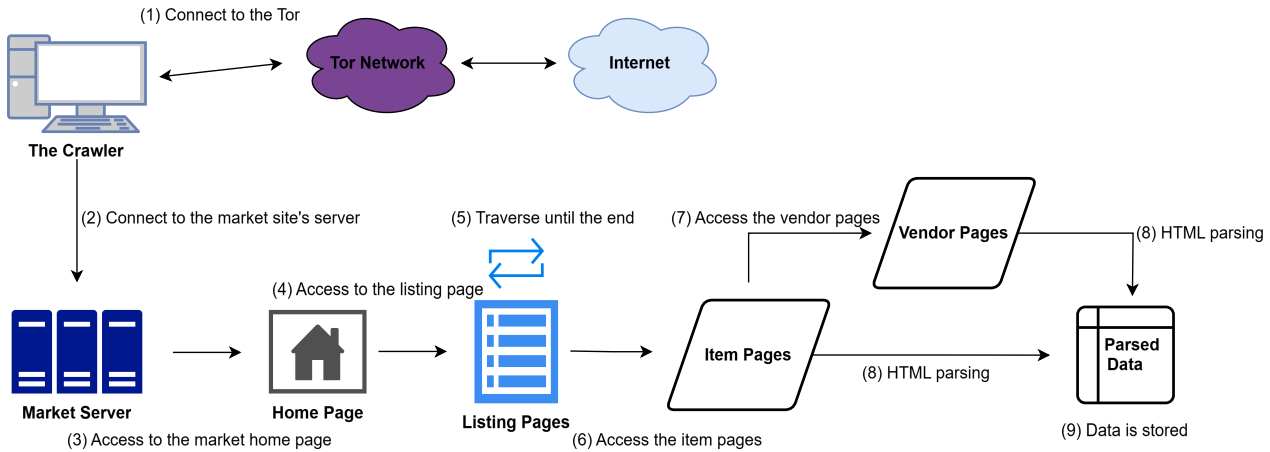 (1) Connect to the Tor
Tor Network
Internet
The Crawler
(2) Connect to the market site's server
(5) Traverse until the end
(7) Access the vendor pages
Vendor Pages
(8) HTML parsing
(4) Access to the listing page
Item Pages
Parsed
Data
(8) HTML parsing
Market Server
Home Page
Listing Pages
(3) Access to the market home page
(6) Access the item pages
(9) Data is stored